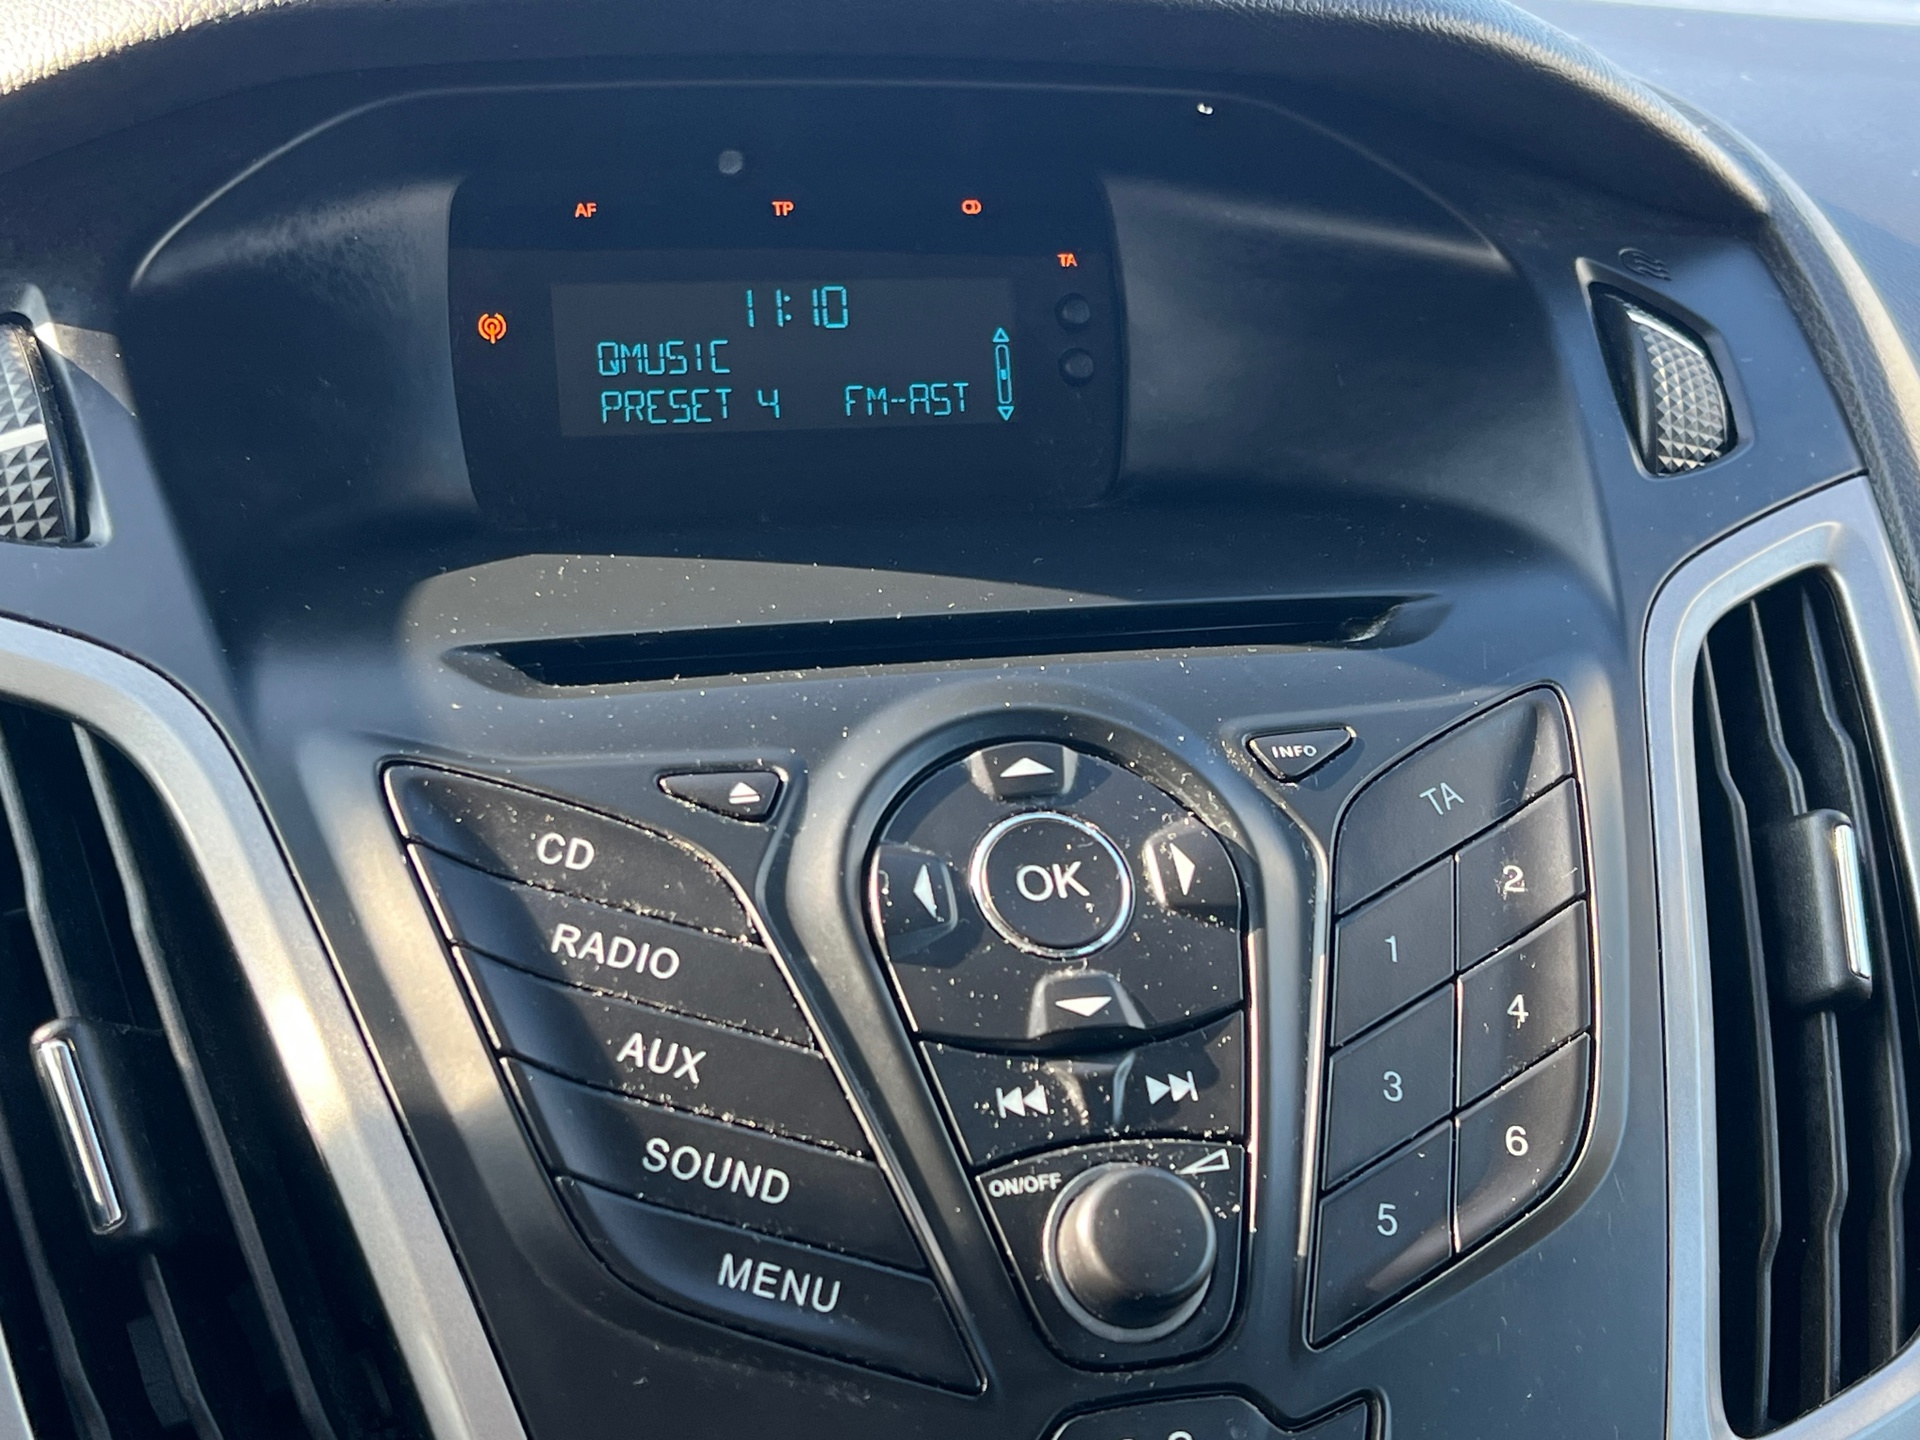 AF TP
TA
11:10
QMUSIC
PRESET 4 FM-AST
INFO
TA
CD
OK
2
1
RADIO
4
AUX
3
6
SOUND
ON/OFF
5
MENU